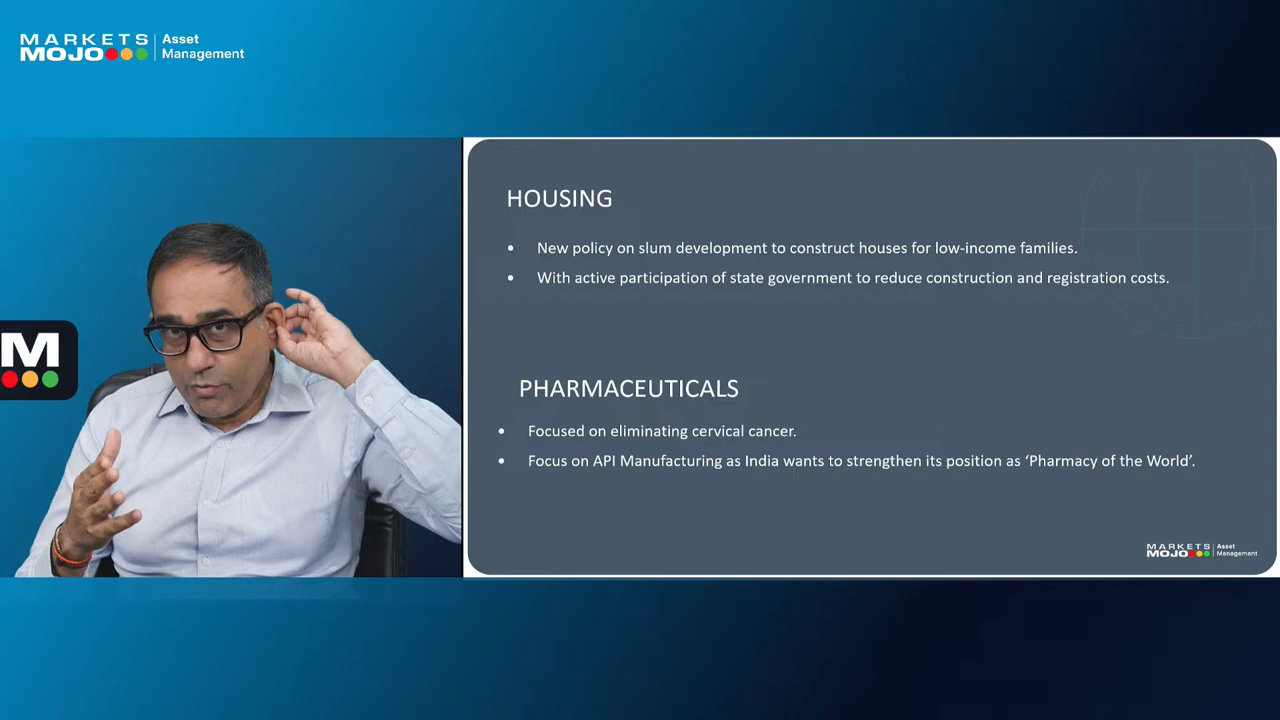 MARKETS
MOJO
Asset
Management
M
HOUSING
• New policy on slum development to construct houses for low-income families.
• With active participation of state government to reduce construction and registration costs.
PHARMACEUTICALS
• Focused on eliminating cervical cancer.
• Focus on API Manufacturing as India wants to strengthen its position as ‘Pharmacy of the World’.
MARKETS
MOJO
Asset
Management